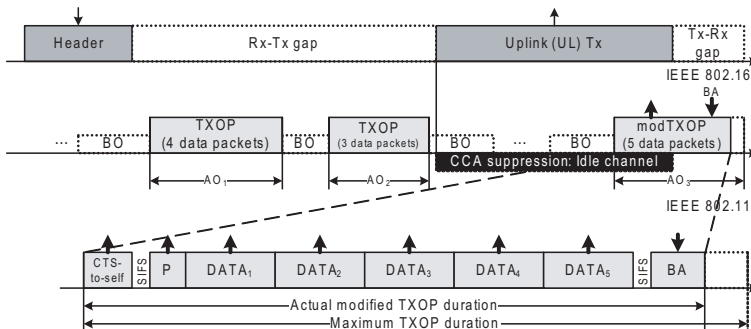 Header
Rx-Tx gap
Uplink (UL) Tx
Tx-Rx
gap
IEEE 802.16
BA
... BO
TXOP
(4 data packets)
BO
TXOP
(3 data packets)
BO
...
BO
modTXOP
(5 data packets)
CCA suppression: Idle channel
AO1
AO2
AO3
IEEE 802.11
CTS-
to-self
SIFS
P
DATA1
DATA2
DATA3
DATA4
DATA5
SIFS
BA
Actual modified TXOP duration
Maximum TXOP duration